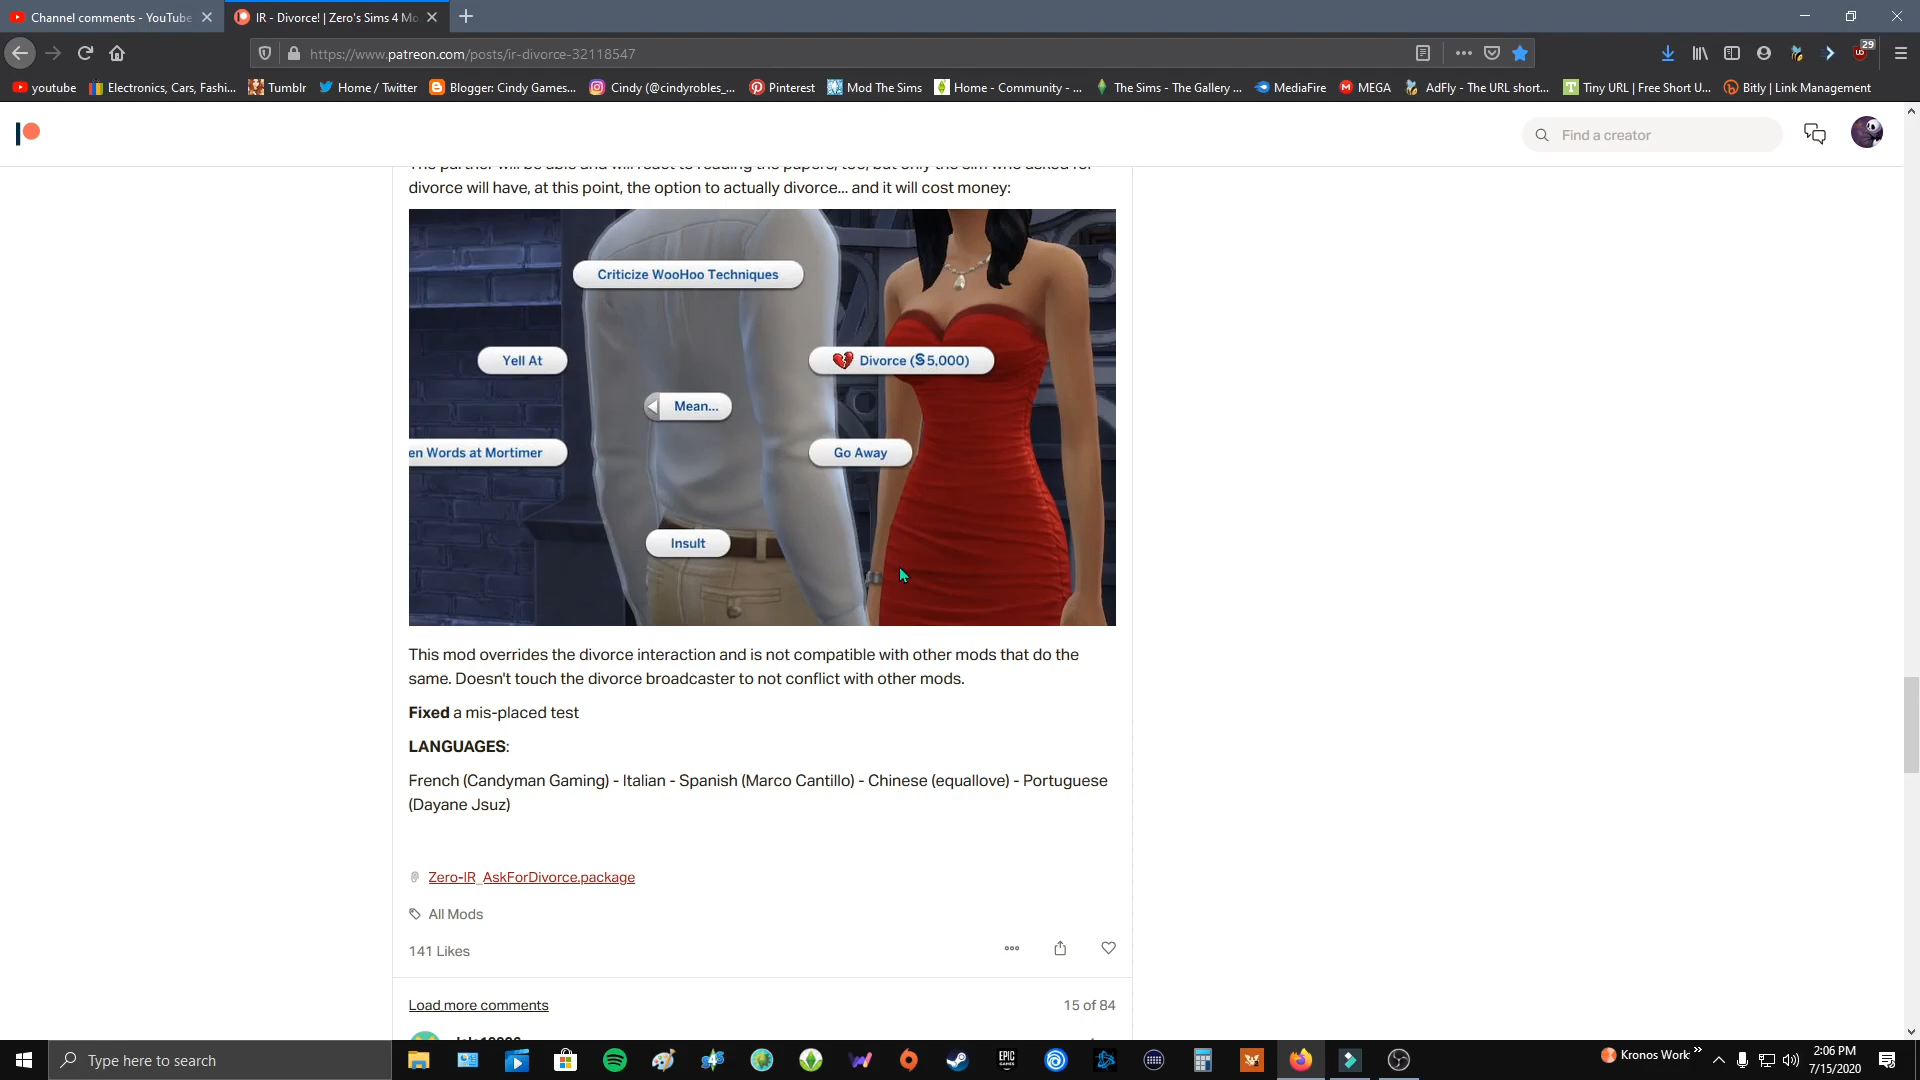 Channel comments - YouTube
IR - Divorce! | Zero's Sims 4 Mo
https://www.patreon.com/posts/ir-divorce-32118547
29
youtube
Electronics, Cars, Fashi...
Tumblr
Home / Twitter
Blogger: Cindy Games...
Cindy (@cindyrobles_...
Pinterest
Mod The Sims
Home - Community - ...
The Sims - The Gallery ...
MediaFire
MEGA
AdFly - The URL short...
Tiny URL | Free Short U...
Bitly | Link Management
Find a creator
divorce will have, at this point, the option to actually divorce... and it will cost money:
Criticize WooHoo Techniques
Yell At
Divorce (§5,000)
Mean...
en Words at Mortimer
Go Away
Insult
This mod overrides the divorce interaction and is not compatible with other mods that do the
same. Doesn't touch the divorce broadcaster to not conflict with other mods.
Fixed a mis-placed test
LANGUAGES:
French (Candyman Gaming) - Italian - Spanish (Marco Cantillo) - Chinese (equallove) - Portuguese
(Dayane Jsuz)
Zero-IR_AskForDivorce.package
All Mods
141 Likes
Load more comments
15 of 84
Type here to search
EPIC GAMES
Kronos Work
2:06 PM
7/15/2020